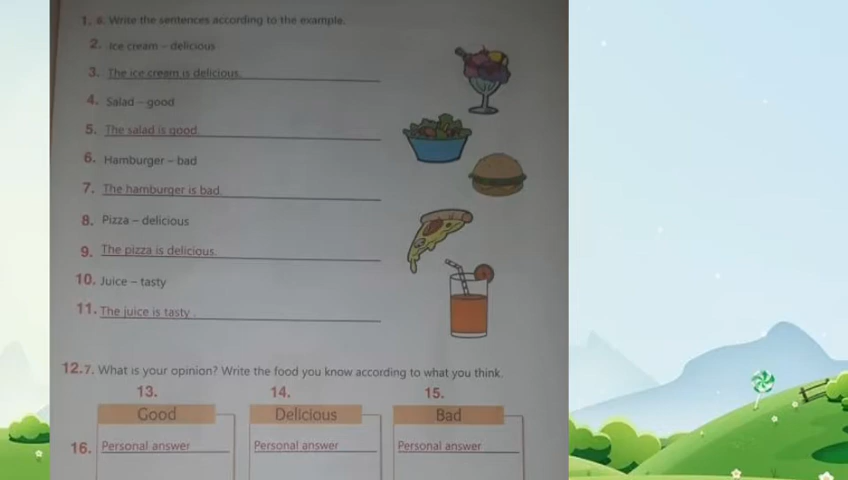 1. 6. Write the sentences according to the example.
2. Ice cream – delicious
3. The ice cream is delicious.
4. Salad – good
5. The salad is good.
6. Hamburger – bad
7. The hamburger is bad.
8. Pizza – delicious
9. The pizza is delicious.
10. Juice – tasty
11. The juice is tasty .
12.7. What is your opinion? Write the food you know according to what you think.
13. 14. 15.
Good Delicious Bad
16. Personal answer Personal answer Personal answer